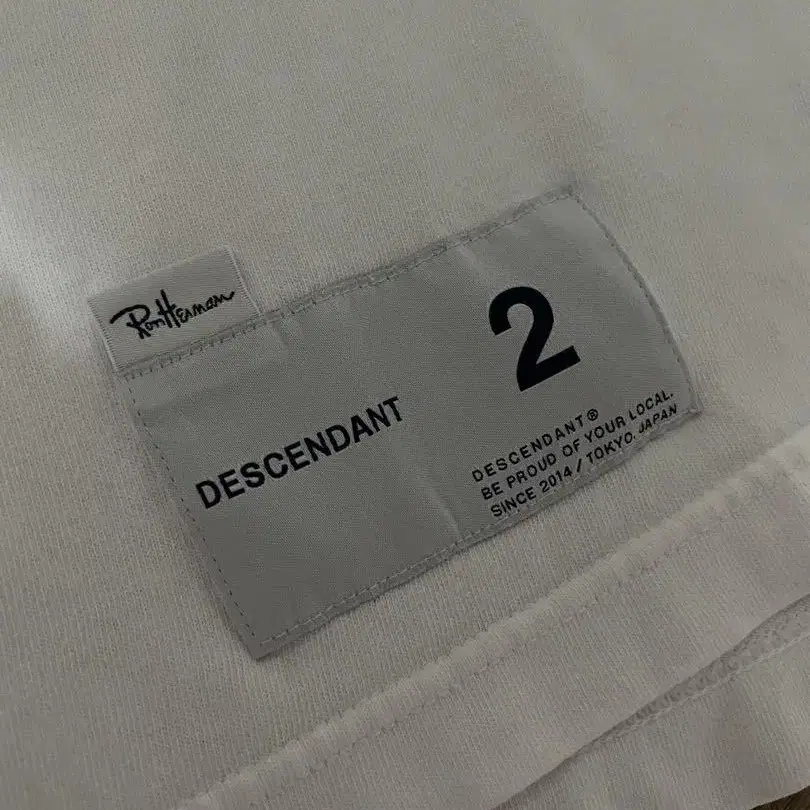 Ron Herman
DESCENDANT
2
DESCENDANT®
BE PROUD OF YOUR LOCAL.
SINCE 2014 / TOKYO. JAPAN